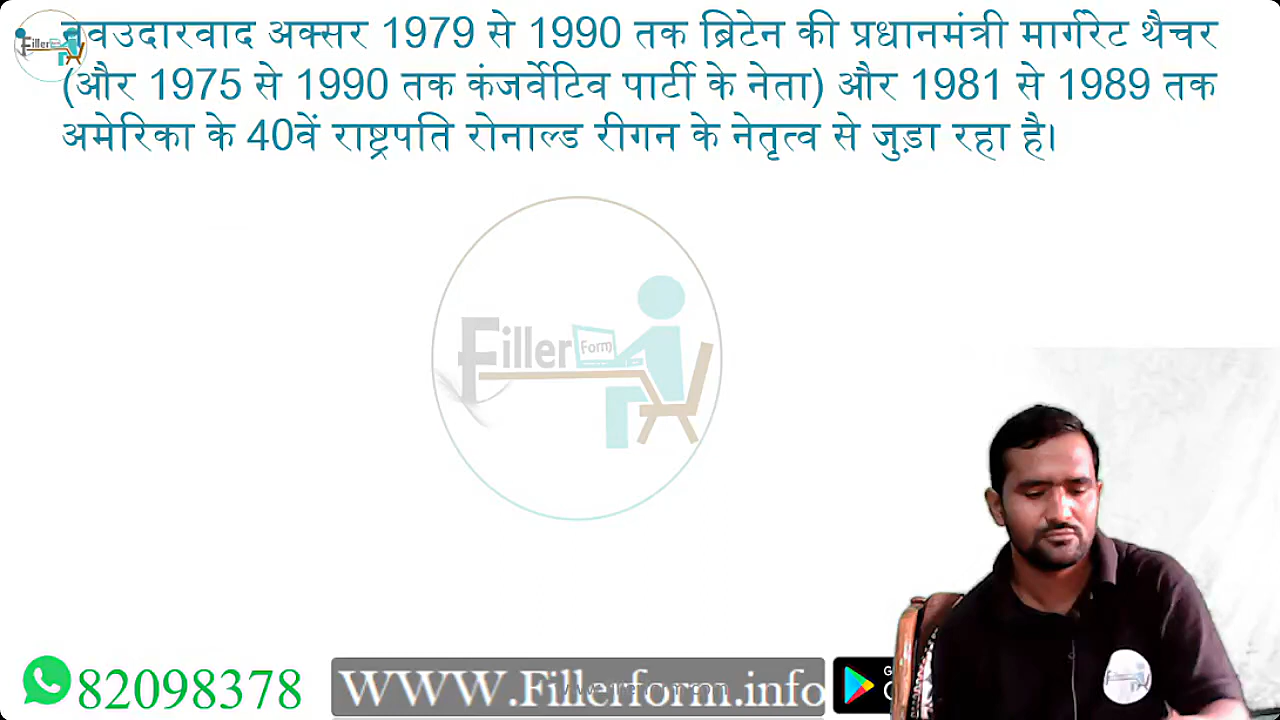 नवउदारवाद अक्सर 1979 से 1990 तक ब्रिटेन की प्रधानमंत्री मार्गरेट थैचर
(और 1975 से 1990 तक कंजर्वेटिव पार्टी के नेता) और 1981 से 1989 तक
अमेरिका के 40वें राष्ट्रपति रोनाल्ड रीगन के नेतृत्व से जुड़ा रहा है।
Filler Form
82098378
WWW.Fillerform.info